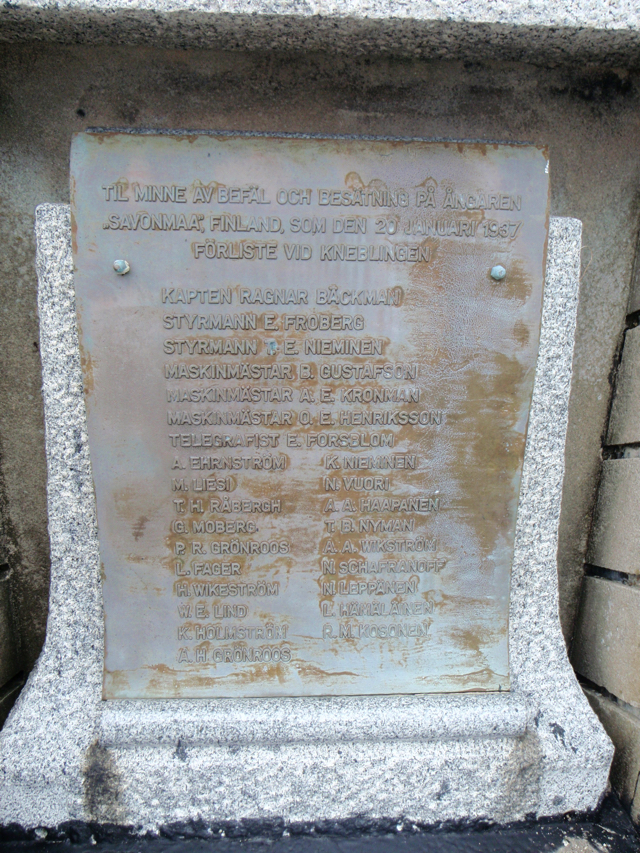 TIL MINNE AV BEFÄL OCH BESÄTNING PÅ ÅNGAREN
„SAVONMAA”, FINLAND, SOM DEN 20 JANUARI 1937
FÖRLISTE VID KNEBLINGEN
KAPTEN RAGNAR BÄCKMAN
STYRMANN E. FRÖBERG
STYRMANN T. E. NIEMINEN
MASKINMÄSTAR B. GUSTAFSON
MASKINMÄSTAR A. E. KRONMAN
MASKINMÄSTAR O. E. HENRIKSSON
TELEGRAFIST E. FORSBLOM
A. EHRNSTRÖM K. NIEMINEN
M. LIESI N. VUORI
T. H. RÅBERGH A. A. HAAPANEN
G. MOBERG T. B. NYMAN
P. R. GRÖNROOS A. A. WIKSTRÖM
L. FAGER N. SCHAFRANOFF
H. WIKESTRÖM N. LEPPÄNEN
W. E. LIND L. HÄMÄLÄINEN
K. HOLMSTRÖM R. M. KOSONEN
A. H. GRÖNROOS